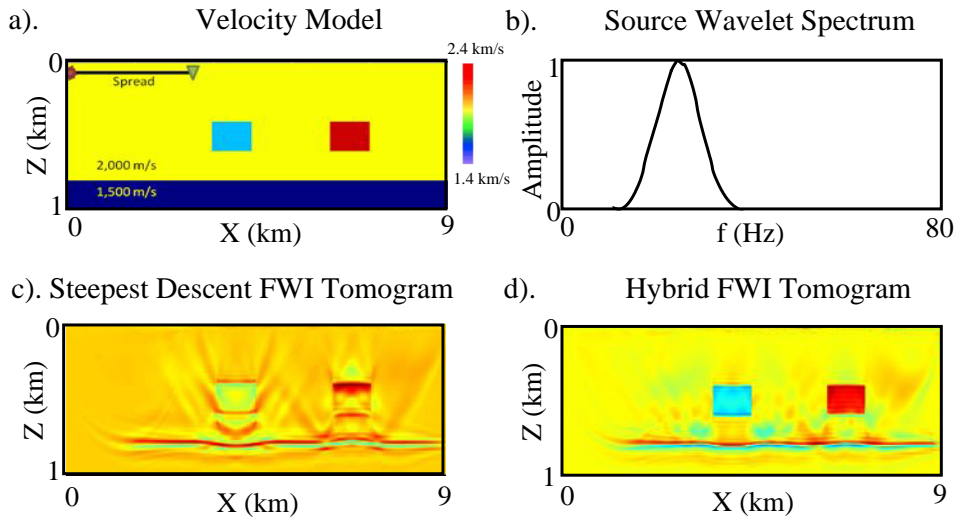 a). Velocity Model
0
Z (km)
1
Spread
2,000 m/s
1,500 m/s
0
X (km)
9
2.4 km/s
1.4 km/s
b). Source Wavelet Spectrum
1
Amplitude
0
0
f (Hz)
80
c). Steepest Descent FWI Tomogram
0
Z (km)
1
0
X (km)
9
d). Hybrid FWI Tomogram
0
Z (km)
1
0
X (km)
9